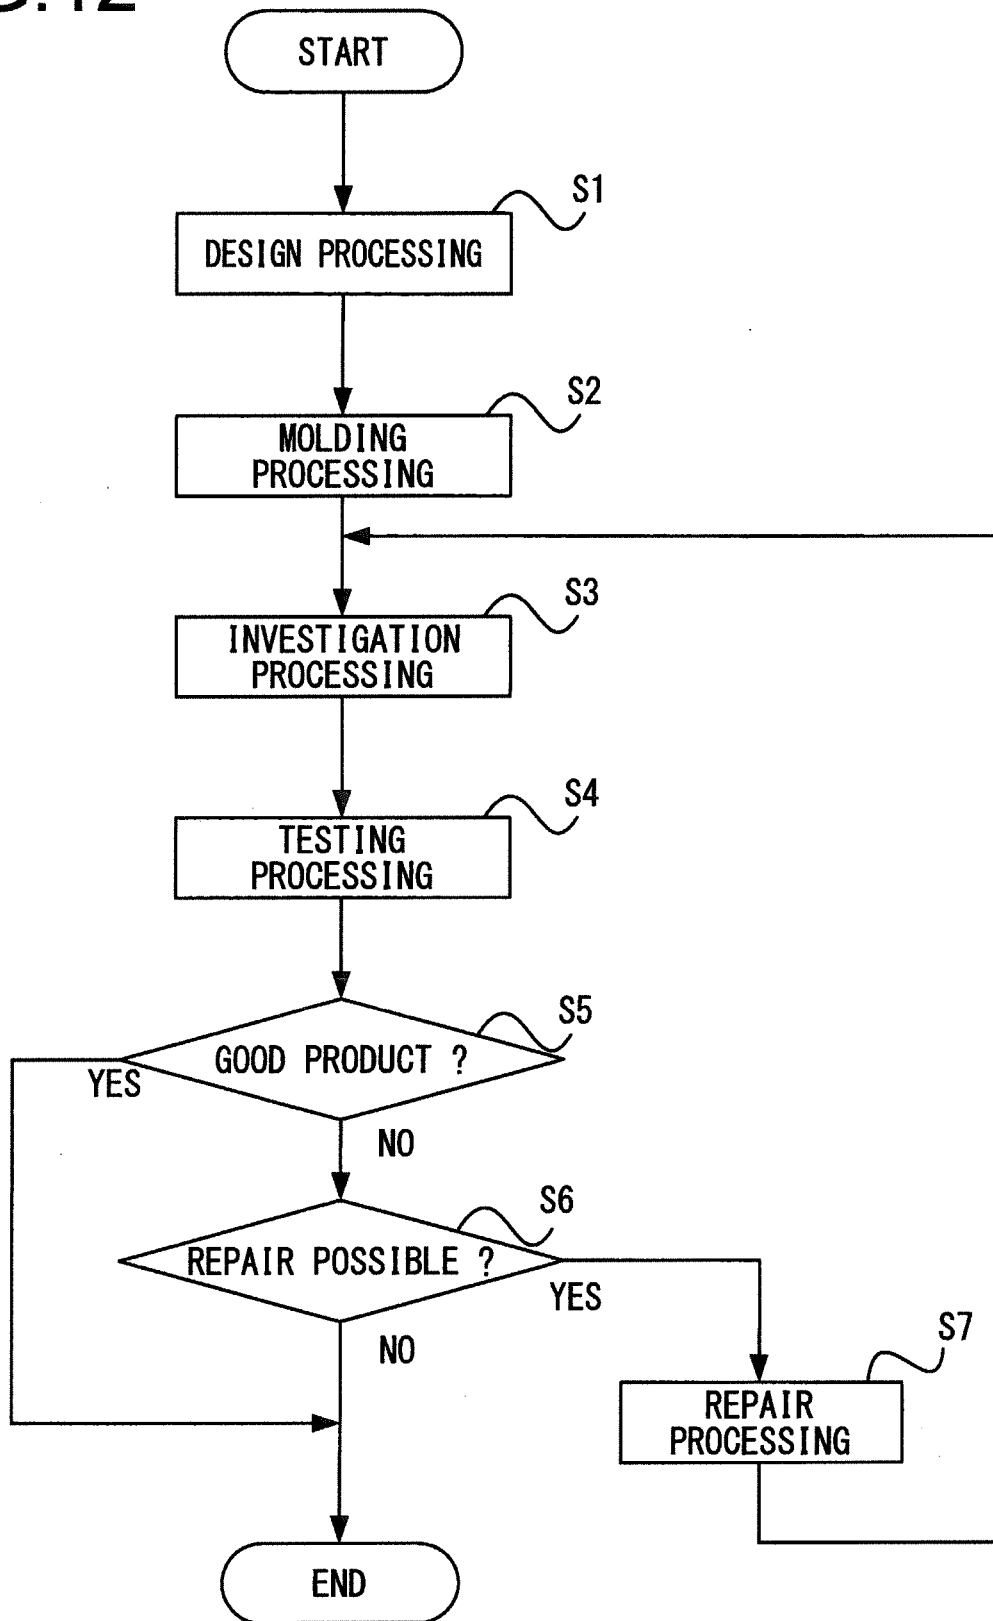 START
S1
DESIGN PROCESSING
S2
MOLDING
PROCESSING
S3
INVESTIGATION
PROCESSING
S4
TESTING
PROCESSING
S5
GOOD PRODUCT ?
YES
NO
S6
REPAIR POSSIBLE ?
YES
NO
S7
REPAIR
PROCESSING
END